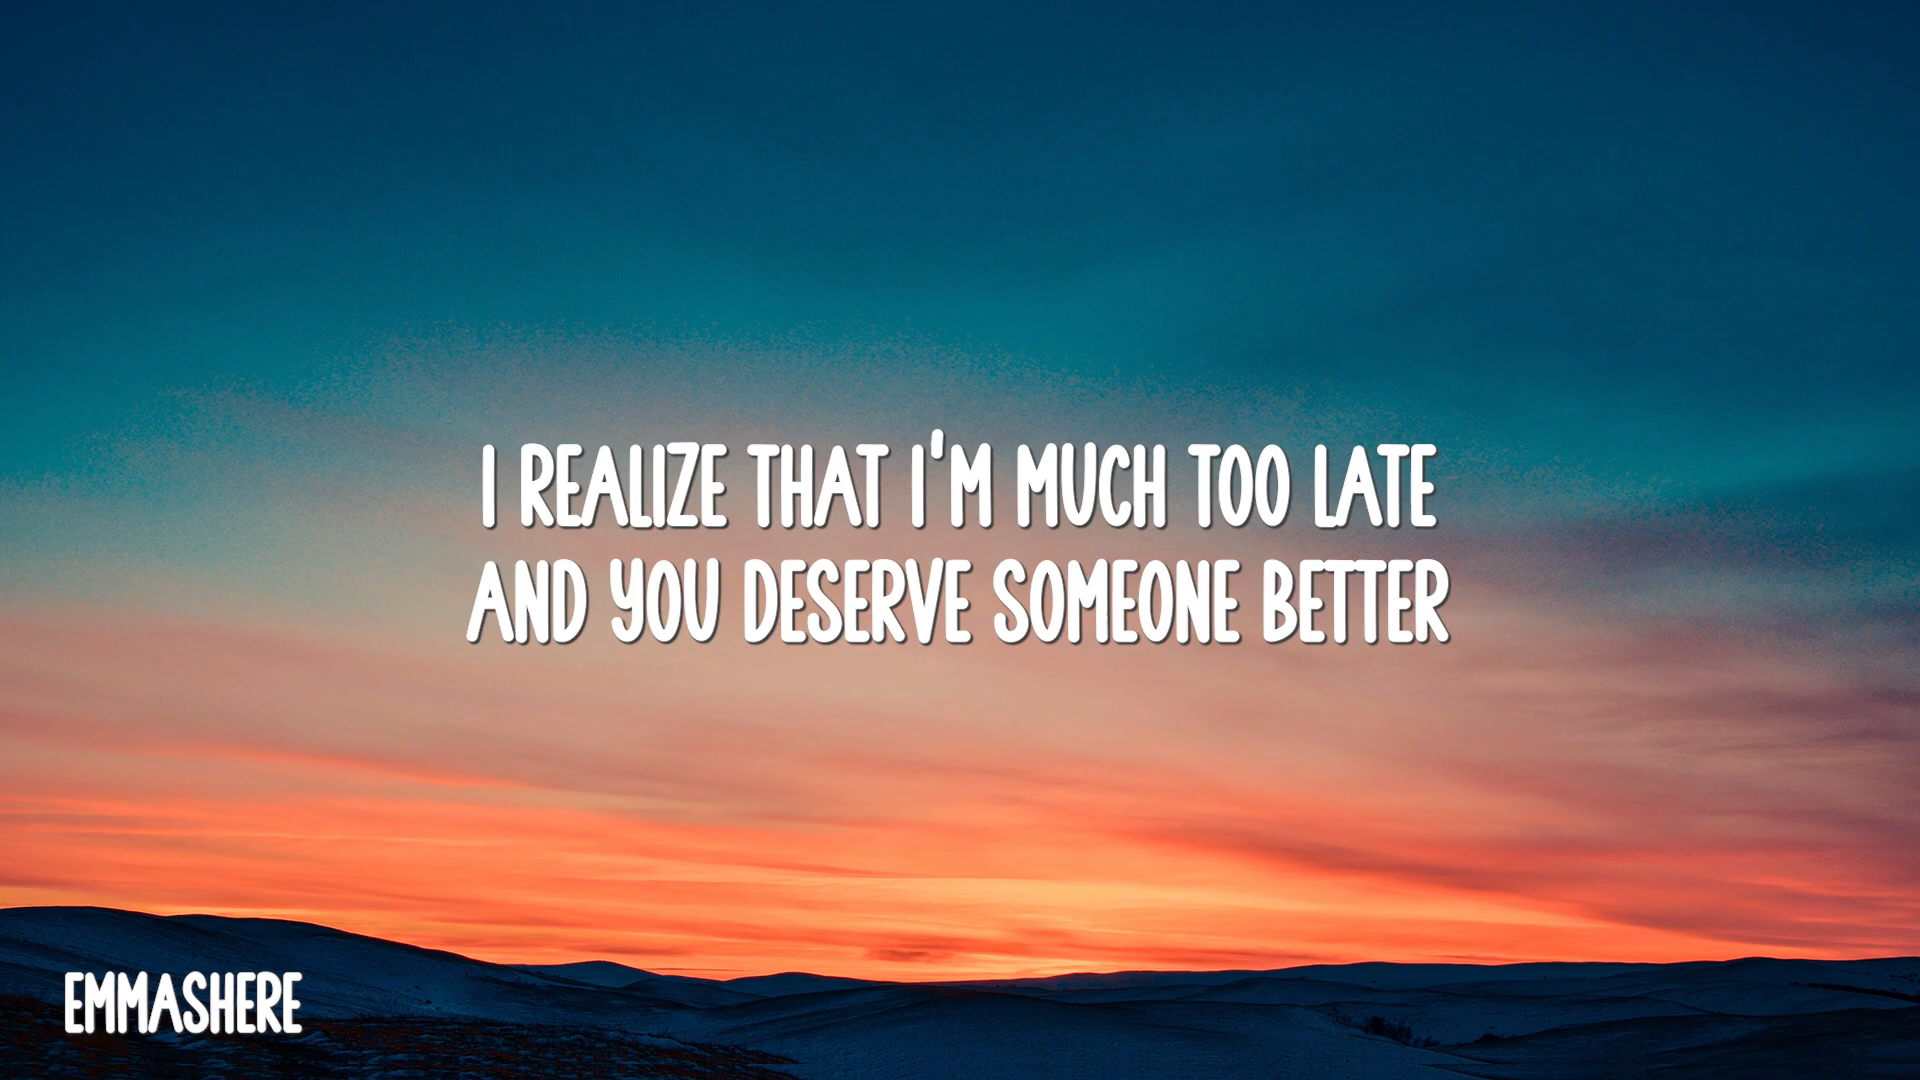 I REALIZE THAT I'M MUCH TOO LATE
AND YOU DESERVE SOMEONE BETTER
EMMASHERE